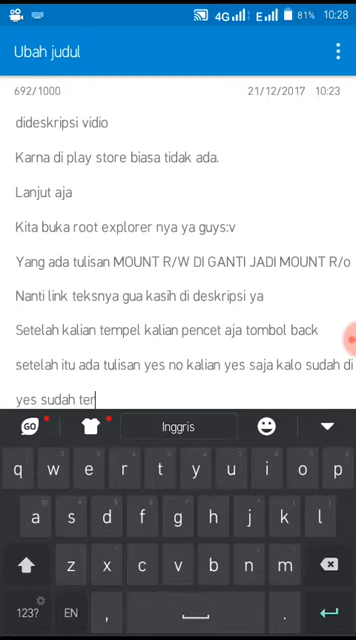 4G E 81% 10:28
Ubah judul
692/1000 21/12/2017 10:23
dideskripsi vidio
Karna di play store biasa tidak ada.
Lanjut aja
Kita buka root explorer nya ya guys:v
Yang ada tulisan MOUNT R/W DI GANTI JADI MOUNT R/o
Nanti link teksnya gua kasih di deskripsi ya
Setelah kalian tempel kalian pencet aja tombol back
setelah itu ada tulisan yes no kalian yes saja kalo sudah di
yes sudah ter
GO Inggris
q w e r t y u i o p
a s d f g h j k l
z x c v b n m
123? EN , .